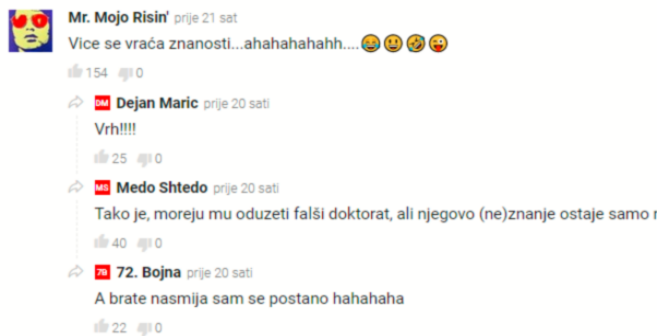 Mr. Mojo Risin' prije 21 sat
Vice se vraća znanosti...ahahahahahh....😂😃🤣😜
154 0
DM Dejan Maric prije 20 sati
Vrh!!!!
25 0
MS Medo Shtedo prije 20 sati
Tako je, moreju mu oduzeti falši doktorat, ali njegovo (ne)znanje ostaje samo
40 0
7B 72. Bojna prije 20 sati
A brate nasmija sam se postano hahahaha
22 0